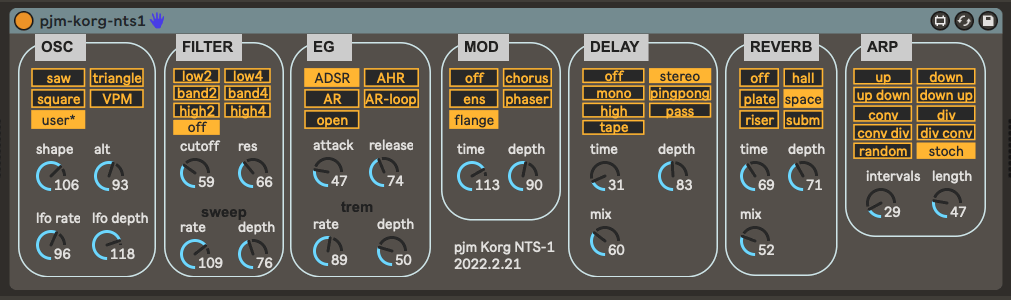 pjm-korg-nts1
OSC
saw triangle
square VPM
user*
shape alt
106 93
lfo rate lfo depth
96 118
FILTER
low2 low4
band2 band4
high2 high4
off
cutoff res
59 66
sweep
rate depth
109 76
EG
ADSR AHR
AR AR-loop
open
attack release
47 74
trem
rate depth
89 50
MOD
off chorus
ens phaser
flange
time depth
113 90
pjm Korg NTS-1
2022.2.21
DELAY
off stereo
mono pingpong
high pass
tape
time depth
31 83
mix
60
REVERB
off hall
plate space
riser subm
time depth
69 71
mix
52
ARP
up down
up down down up
conv div
conv div div conv
random stoch
intervals length
29 47